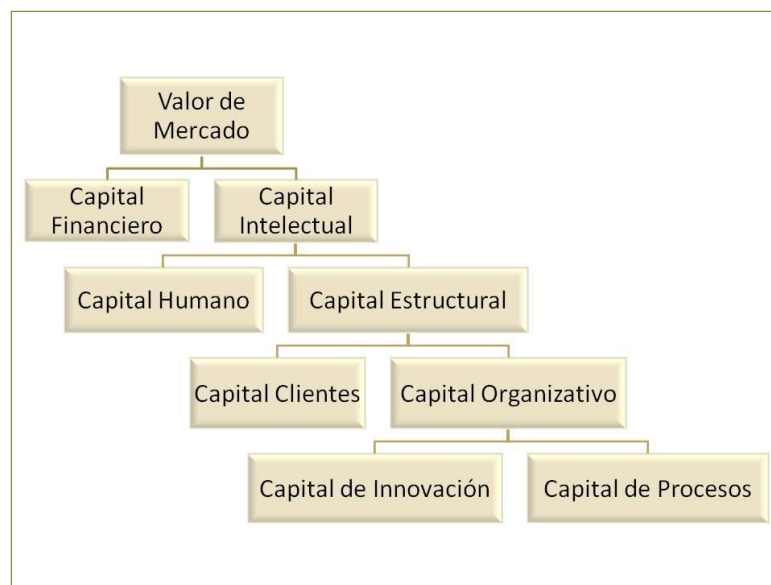 Valor de
Mercado
Capital
Financiero
Capital
Intelectual
Capital Humano
Capital Estructural
Capital Clientes
Capital Organizativo
Capital de Innovación
Capital de Procesos